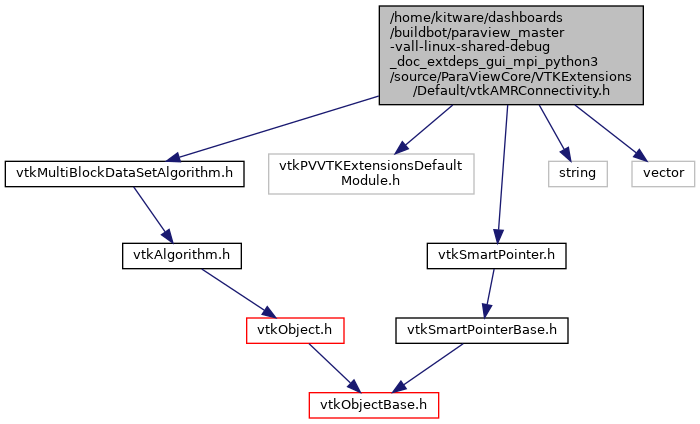 /home/kitware/dashboards
/buildbot/paraview_master
-vall-linux-shared-debug
_doc_extdeps_gui_mpi_python3
/source/ParaViewCore/VTKExtensions
/Default/vtkAMRConnectivity.h
vtkMultiBlockDataSetAlgorithm.h
vtkPVVTKExtensionsDefault
Module.h
string
vector
vtkAlgorithm.h
vtkSmartPointer.h
vtkObject.h
vtkSmartPointerBase.h
vtkObjectBase.h